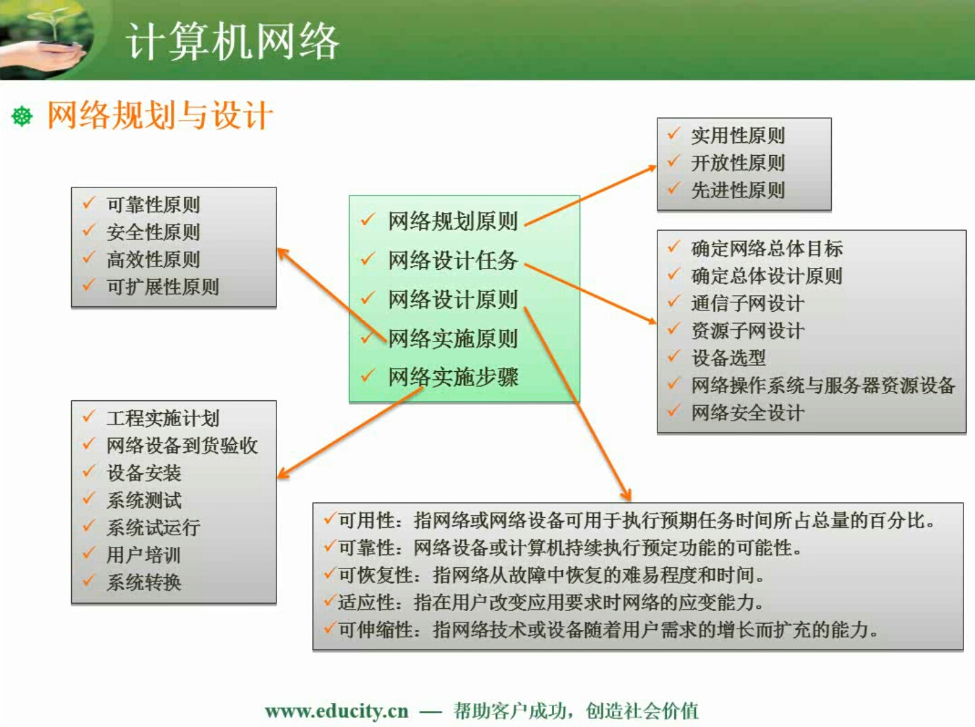 计算机网络
网络规划与设计
网络规划原则
网络设计任务
网络设计原则
网络实施原则
网络实施步骤
实用性原则
开放性原则
先进性原则
确定网络总体目标
确定总体设计原则
通信子网设计
资源子网设计
设备选型
网络操作系统与服务器资源设备
网络安全设计
可靠性原则
安全性原则
高效性原则
可扩展性原则
工程实施计划
网络设备到货验收
设备安装
系统测试
系统试运行
用户培训
系统转换
可用性：指网络或网络设备可用于执行预期任务时间所占总量的百分比。
可靠性：网络设备或计算机持续执行预定功能的可能性。
可恢复性：指网络从故障中恢复的难易程度和时间。
适应性：指在用户改变应用要求时网络的应变能力。
可伸缩性：指网络技术或设备随着用户需求的增长而扩充的能力。
www.educity.cn — 帮助客户成功，创造社会价值